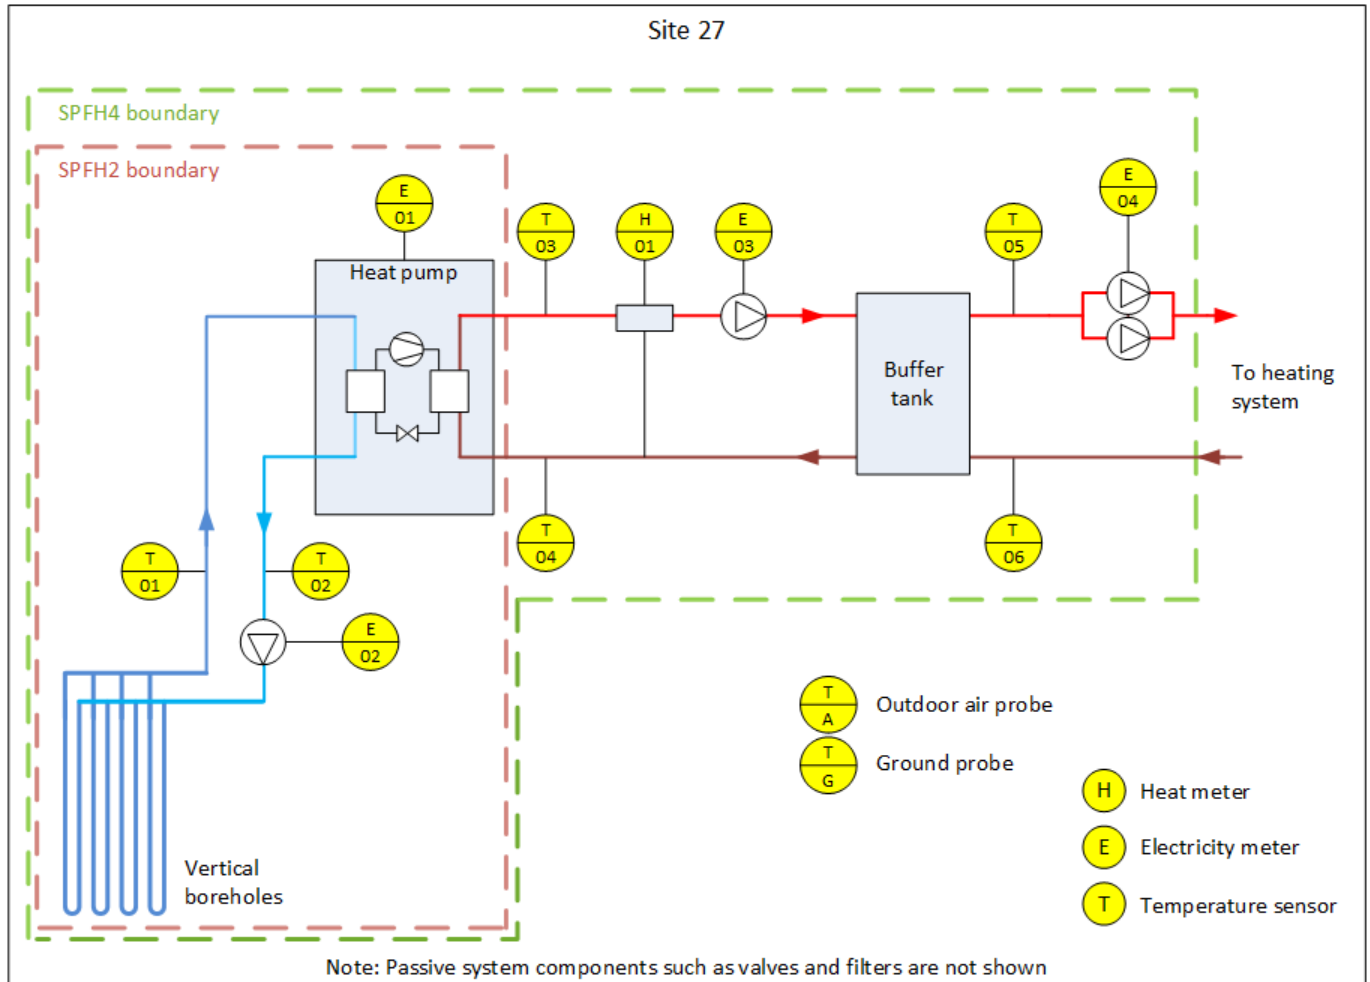 Site 27
SPFH4 boundary
SPFH2 boundary
E
01
Heat pump
T
03
H
01
E
03
T
05
E
04
Buffer
tank
To heating
system
T
01
T
02
T
04
T
06
E
02
T
A
Outdoor air probe
T
G
Ground probe
H
Heat meter
E
Electricity meter
T
Temperature sensor
Vertical
boreholes
Note: Passive system components such as valves and filters are not shown